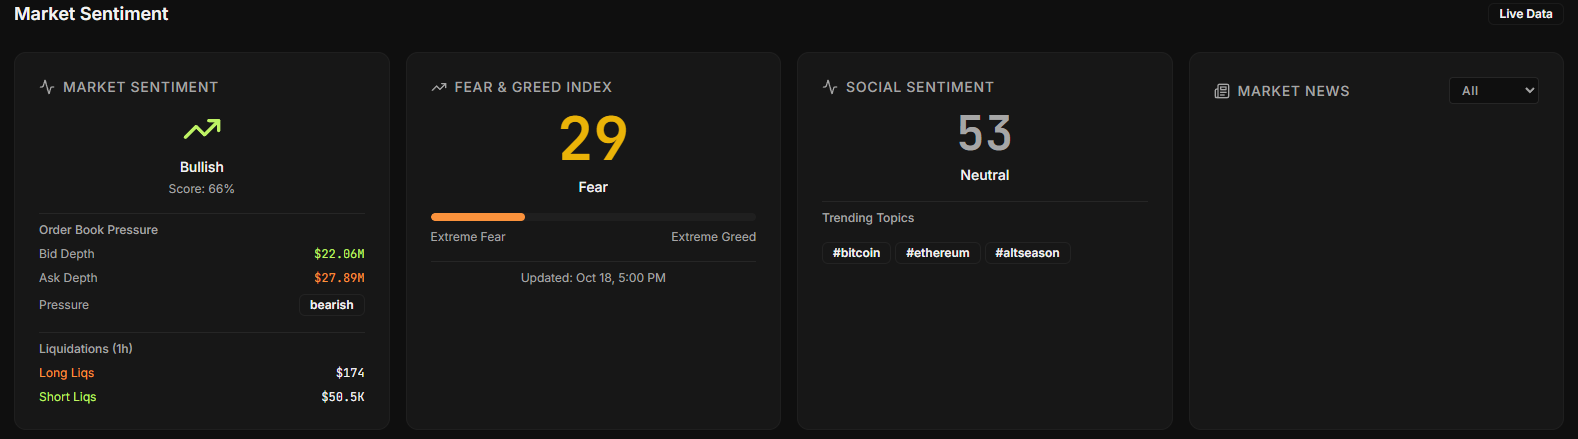 Market Sentiment
Live Data
MARKET SENTIMENT
Bullish
Score: 66%
Order Book Pressure
Bid Depth $22.06M
Ask Depth $27.89M
Pressure bearish
Liquidations (1h)
Long Liqs $174
Short Liqs $50.5K
FEAR & GREED INDEX
29
Fear
Extreme Fear Extreme Greed
Updated: Oct 18, 5:00 PM
SOCIAL SENTIMENT
53
Neutral
Trending Topics
#bitcoin #ethereum #altseason
MARKET NEWS All